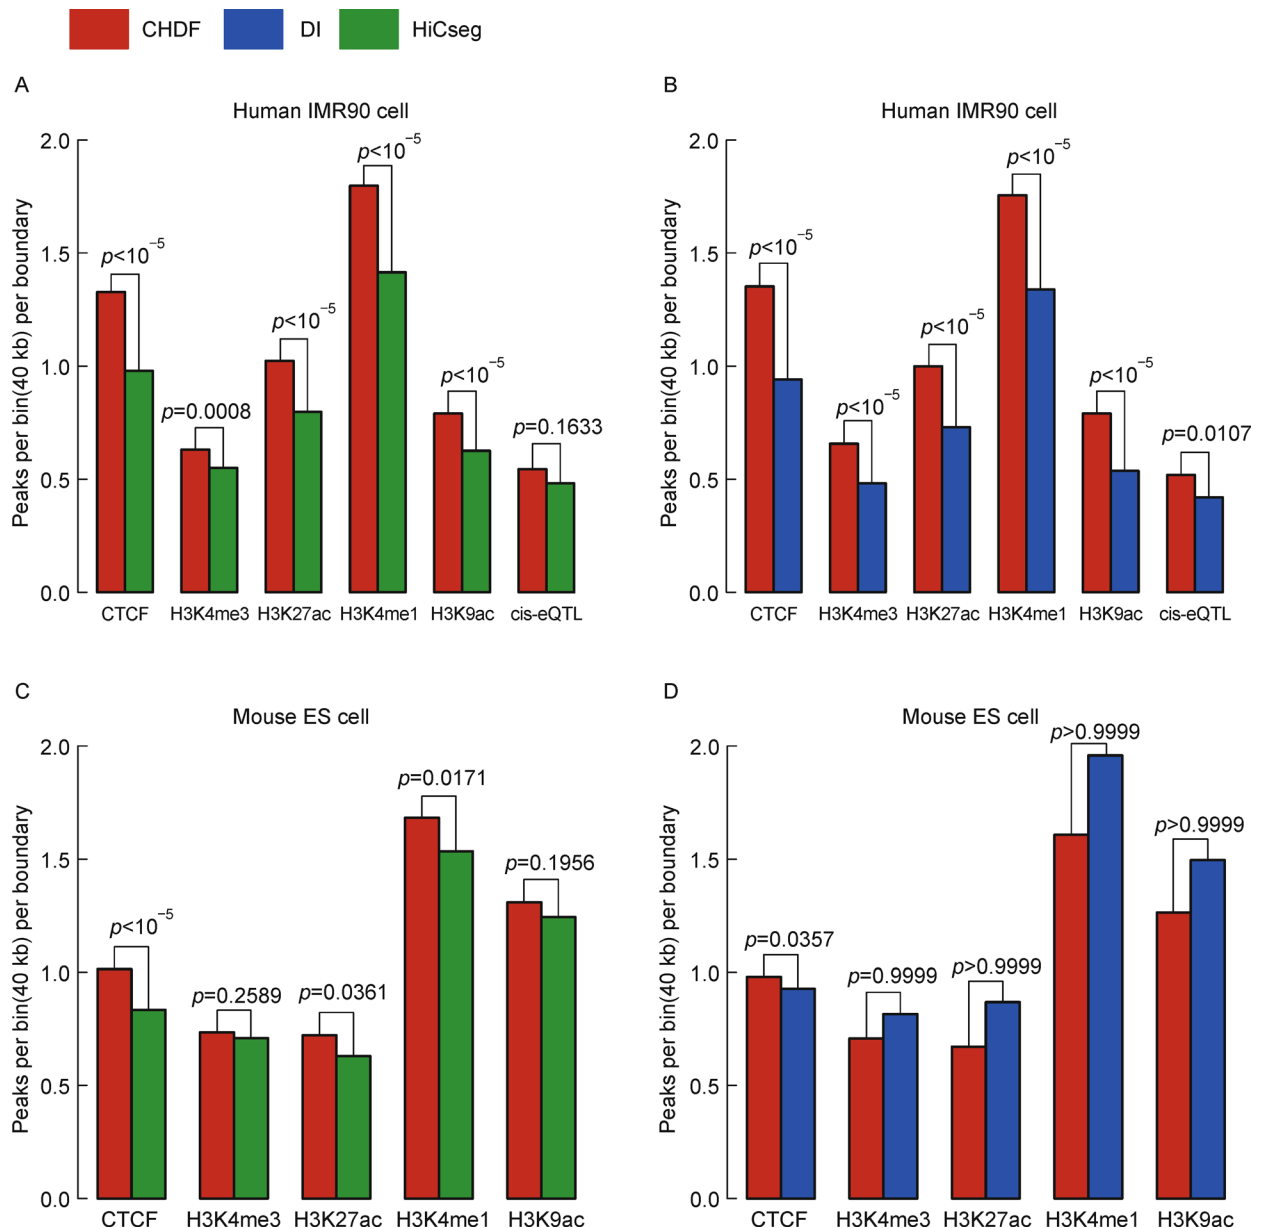 CHDF DI HiCseg
A
Human IMR90 cell
Peaks per bin(40 kb) per boundary
2.0
1.5
1.0
0.5
0.0
p<10⁻⁵
p=0.0008
p<10⁻⁵
p<10⁻⁵
p<10⁻⁵
p=0.1633
CTCF H3K4me3 H3K27ac H3K4me1 H3K9ac cis-eQTL
B
Human IMR90 cell
Peaks per bin(40 kb) per boundary
2.0
1.5
1.0
0.5
0.0
p<10⁻⁵
p<10⁻⁵
p<10⁻⁵
p<10⁻⁵
p<10⁻⁵
p=0.0107
CTCF H3K4me3 H3K27ac H3K4me1 H3K9ac cis-eQTL
C
Mouse ES cell
Peaks per bin(40 kb) per boundary
2.0
1.5
1.0
0.5
0.0
p<10⁻⁵
p=0.2589
p=0.0361
p=0.0171
p=0.1956
CTCF H3K4me3 H3K27ac H3K4me1 H3K9ac
D
Mouse ES cell
Peaks per bin(40 kb) per boundary
2.0
1.5
1.0
0.5
0.0
p=0.0357
p=0.9999
p>0.9999
p>0.9999
p>0.9999
CTCF H3K4me3 H3K27ac H3K4me1 H3K9ac